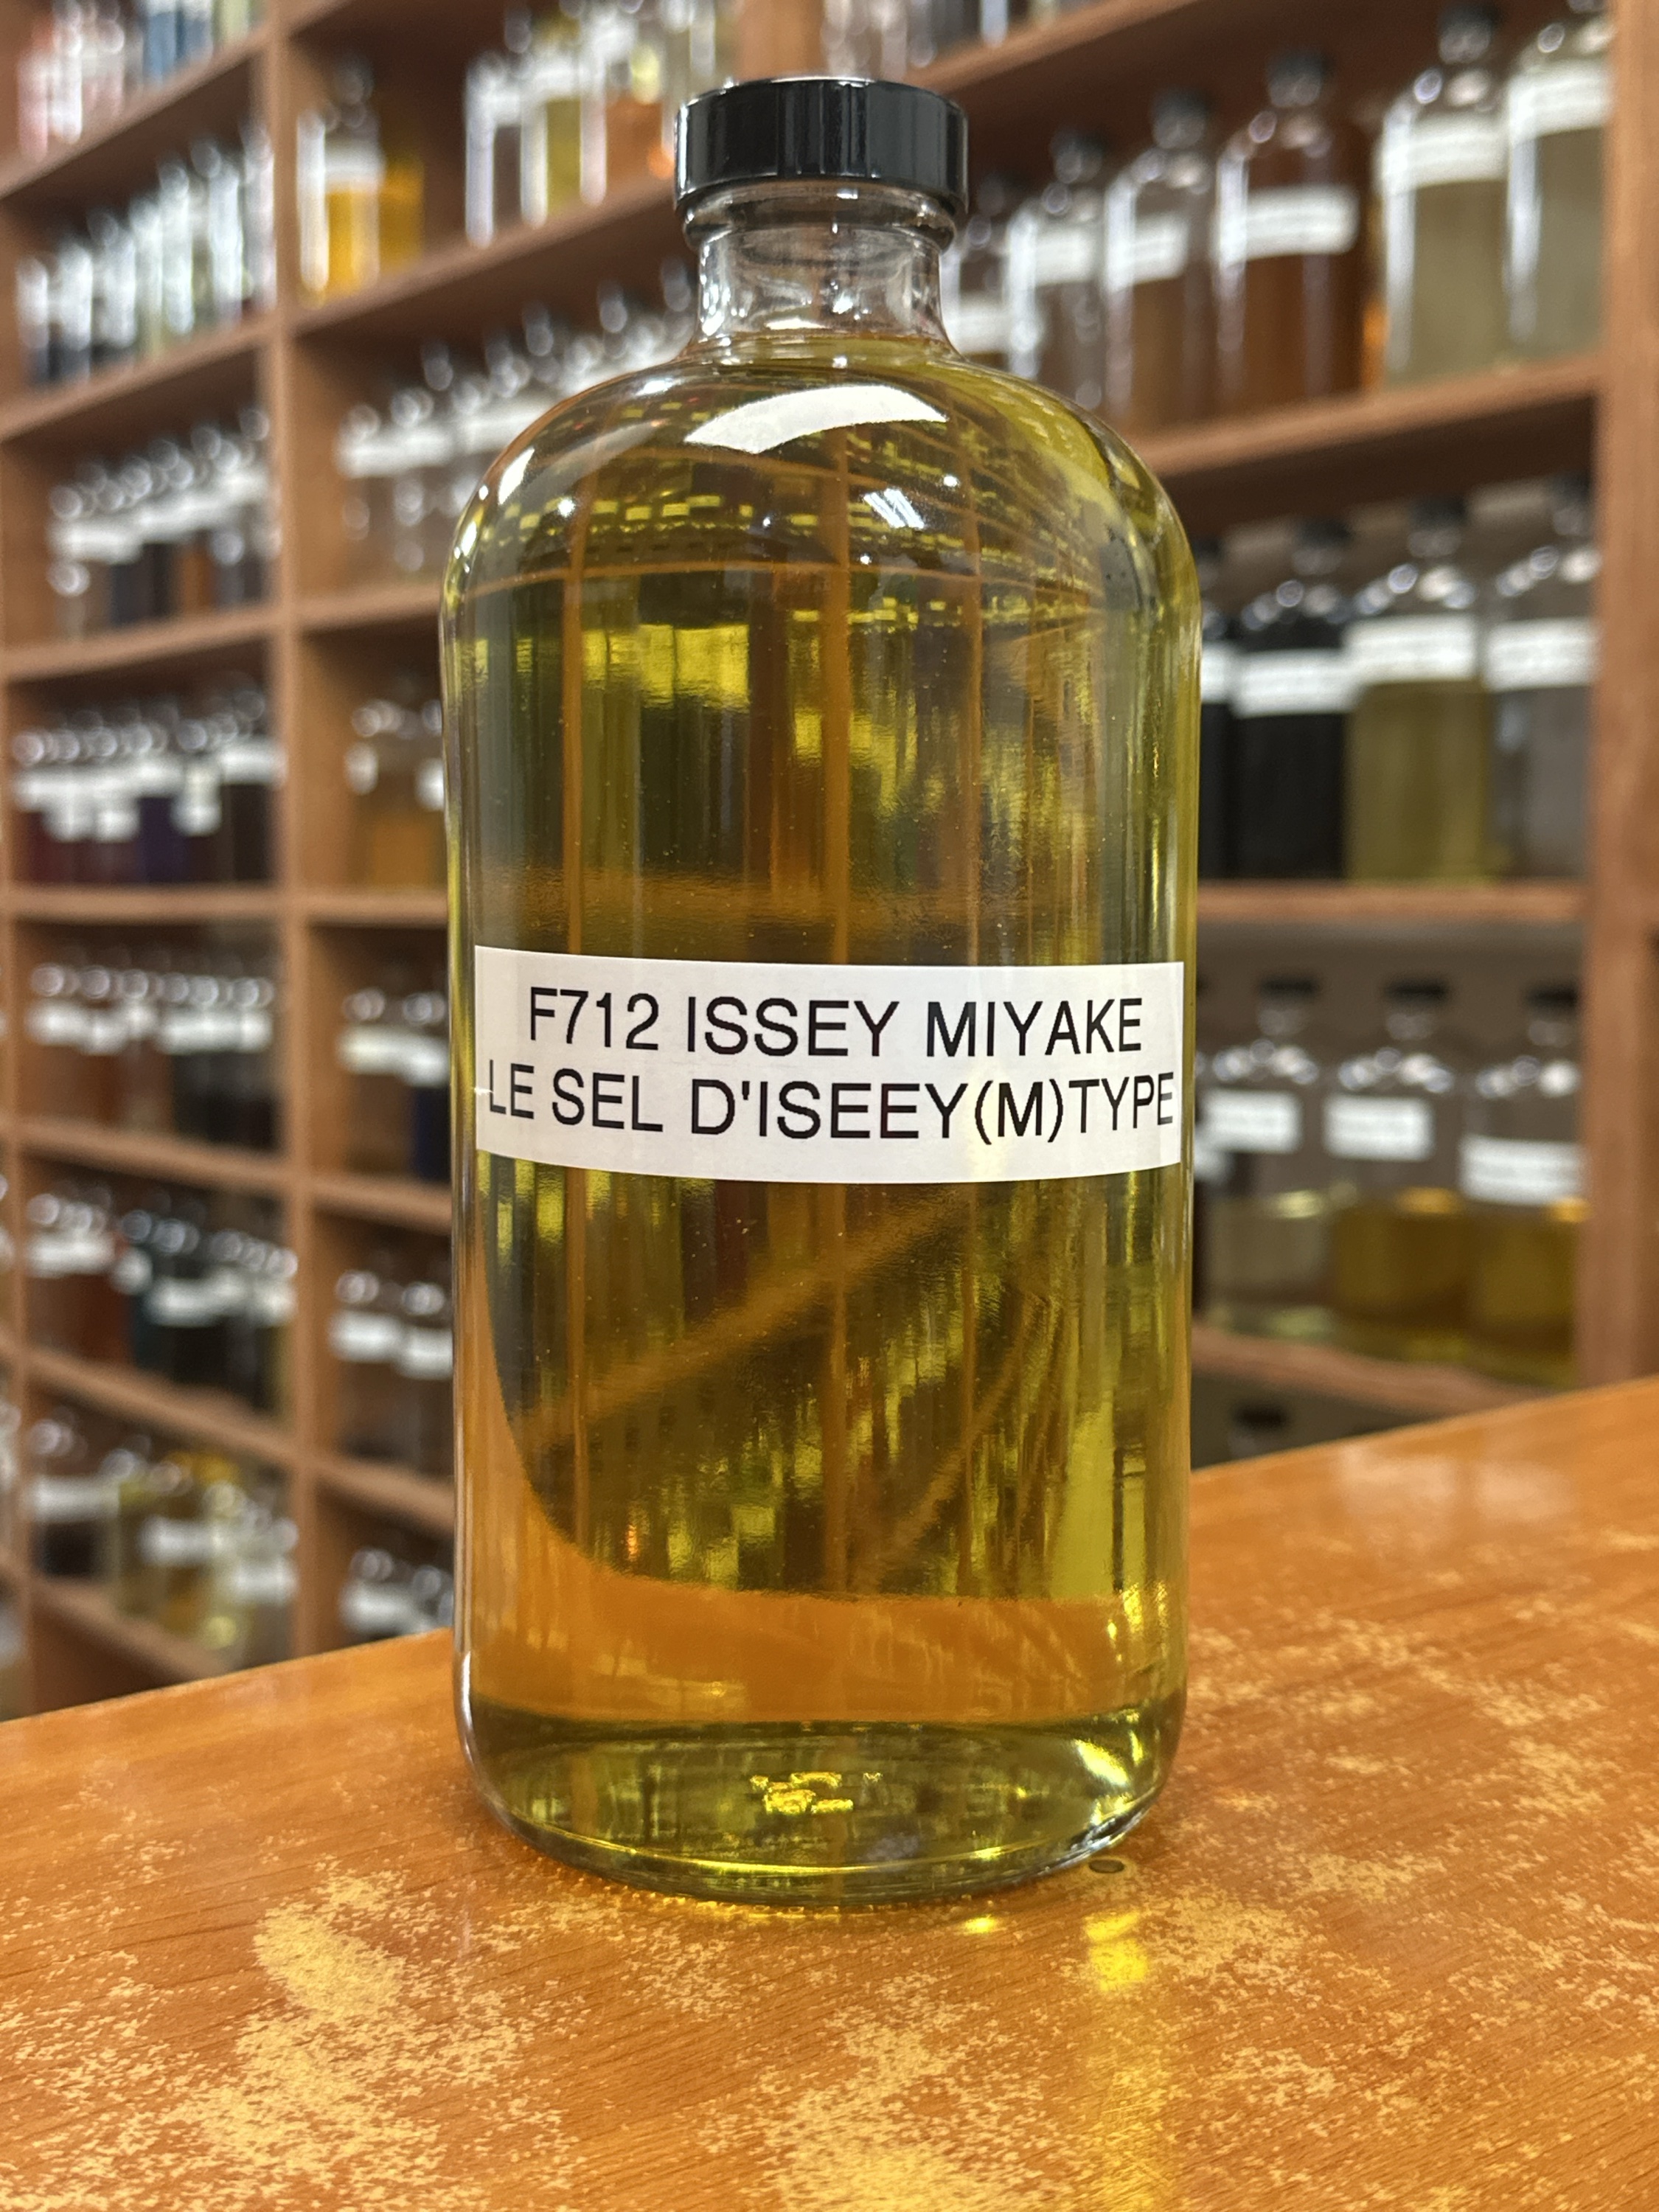 F712 ISSEY MIYAKE
LE SEL D'ISEEY(M)TYPE